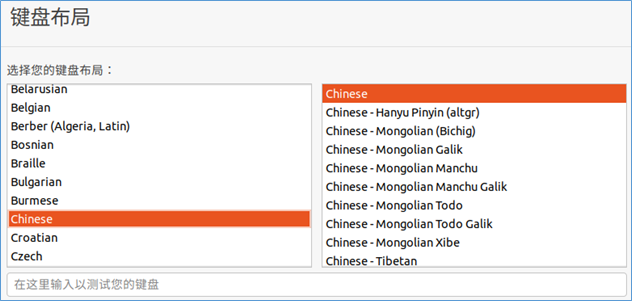 键盘布局
选择您的键盘布局：
Belarusian
Belgian
Berber (Algeria, Latin)
Bosnian
Braille
Bulgarian
Burmese
Chinese
Croatian
Czech
Chinese
Chinese - Hanyu Pinyin (altgr)
Chinese - Mongolian (Bichig)
Chinese - Mongolian Galik
Chinese - Mongolian Manchu
Chinese - Mongolian Manchu Galik
Chinese - Mongolian Todo
Chinese - Mongolian Todo Galik
Chinese - Mongolian Xibe
Chinese - Tibetan
在这里输入以测试您的键盘